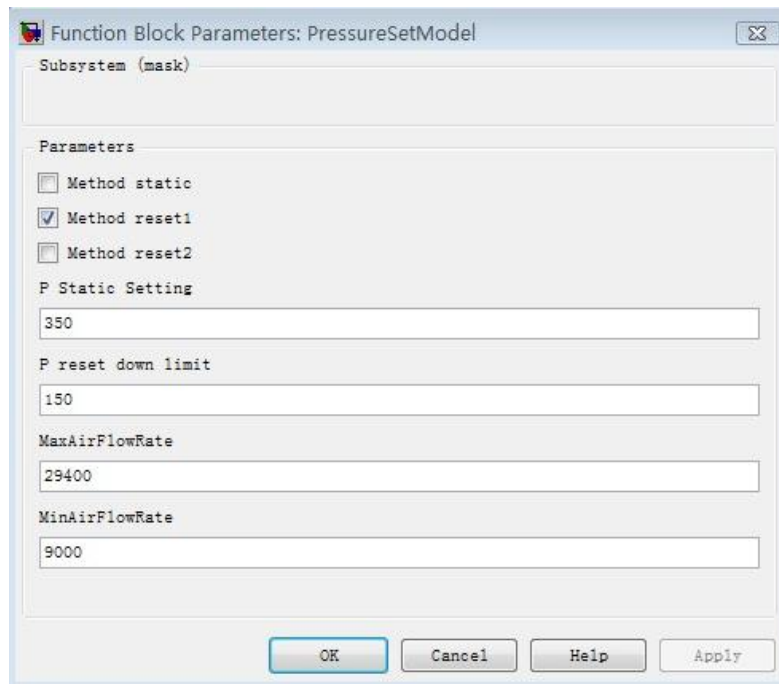 Function Block Parameters: PressureSetModel
Subsystem (mask)
Parameters
Method static
Method reset1
Method reset2
P Static Setting
350
P reset down limit
150
MaxAirFlowRate
29400
MinAirFlowRate
9000
OK Cancel Help Apply